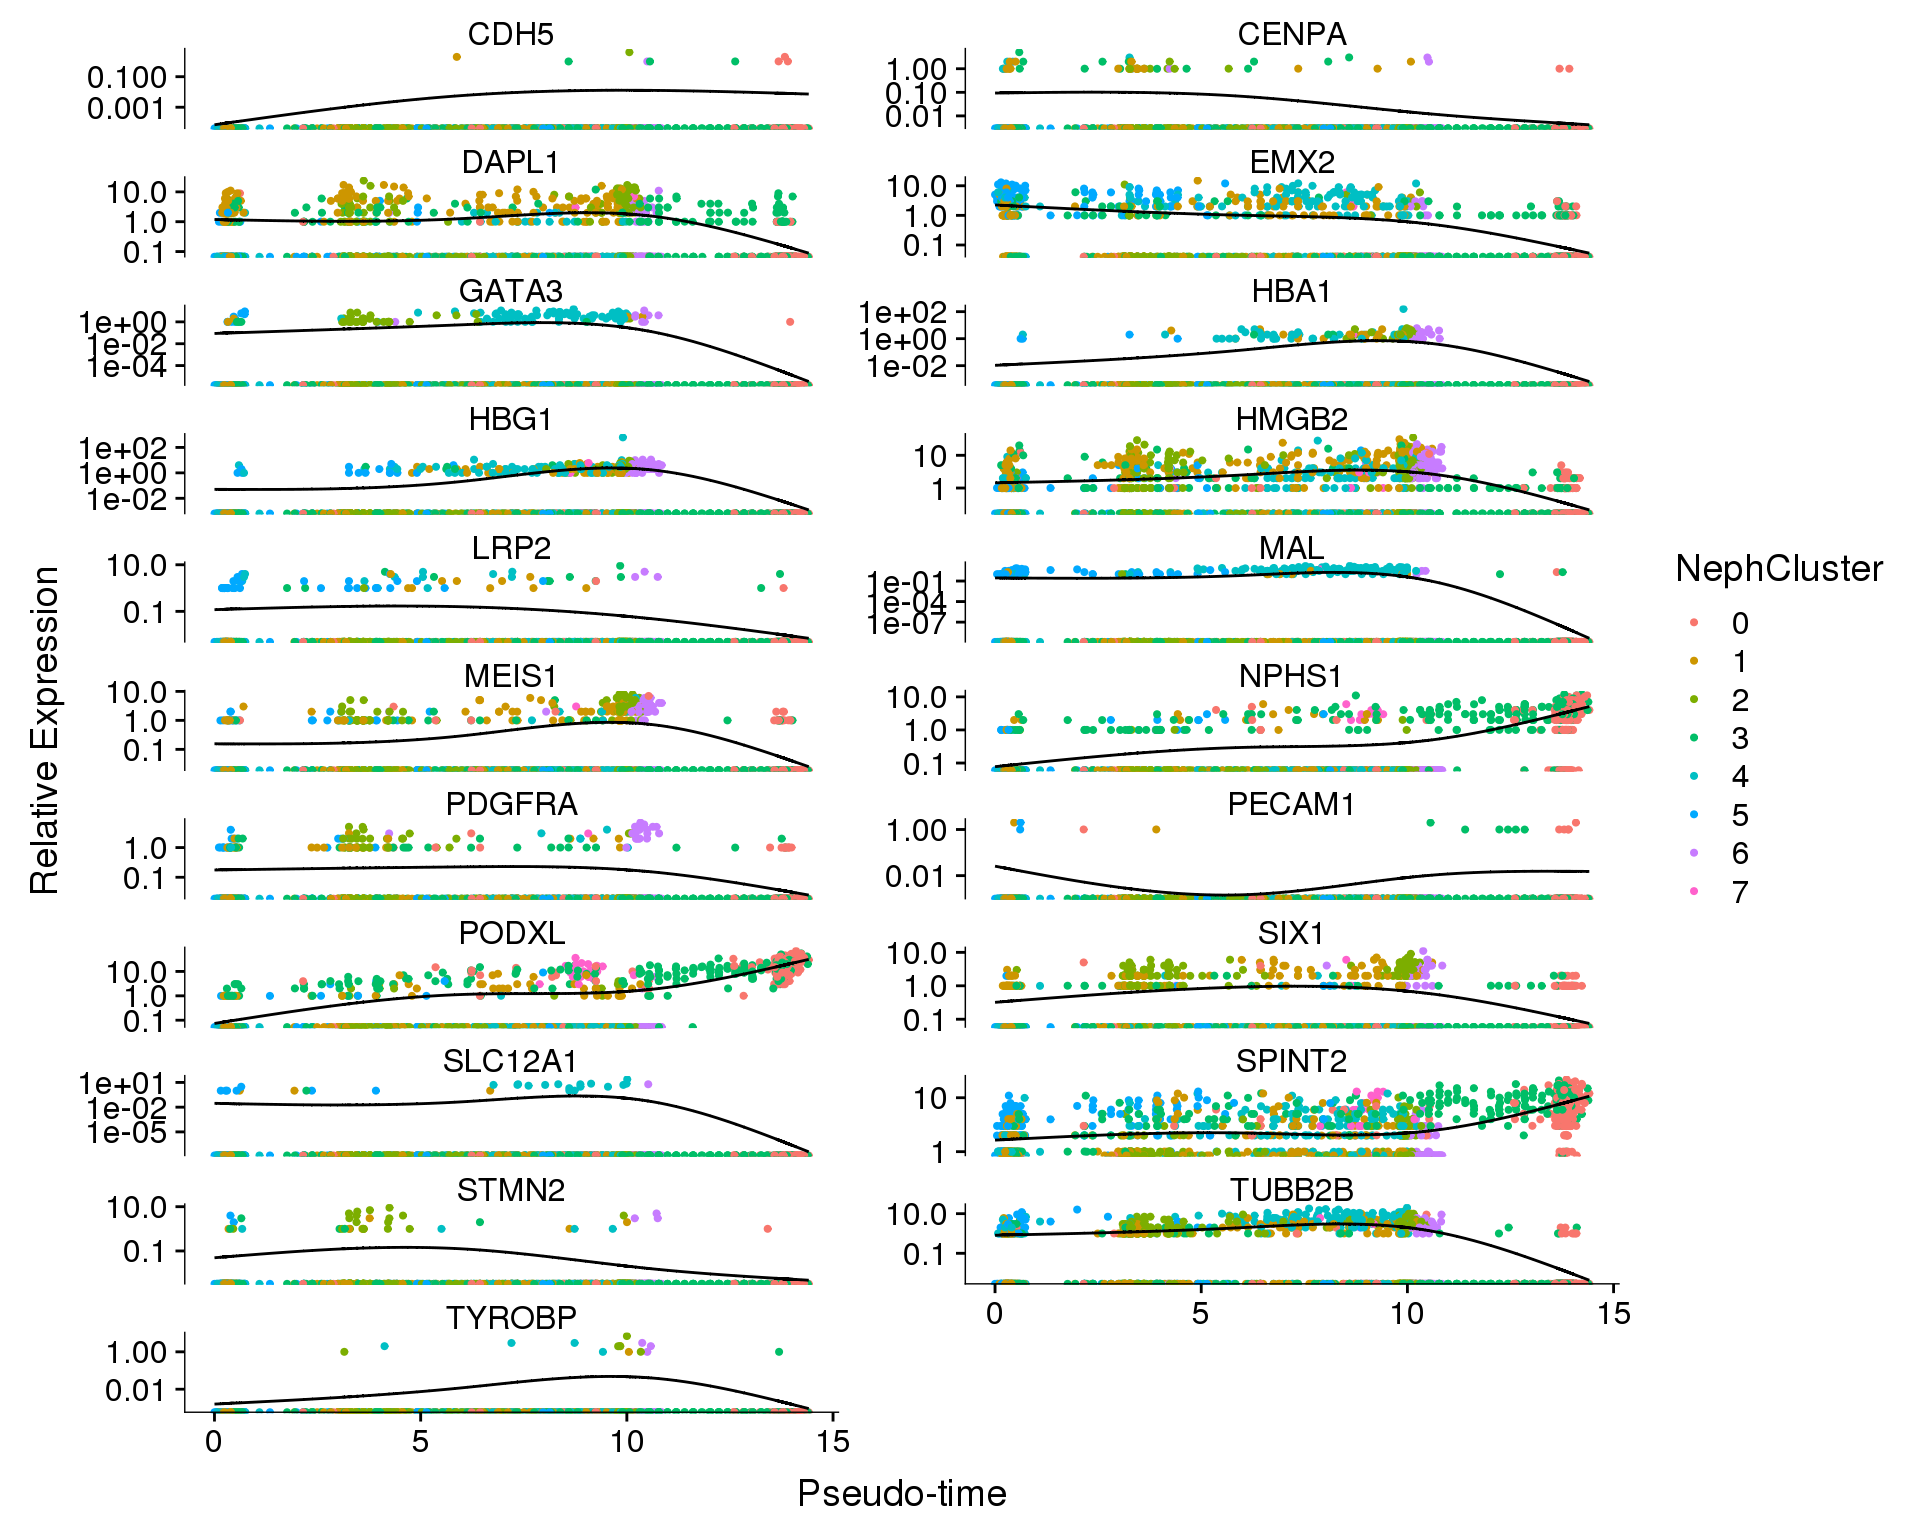 CDH5
0.100
0.001
CENPA
1.00
0.10
0.01
DAPL1
10.0
1.0
0.1
EMX2
10.0
1.0
0.1
GATA3
1e+00
1e-02
1e-04
HBA1
1e+02
1e+00
1e-02
HBG1
1e+02
1e+00
1e-02
HMGB2
10
1
LRP2
10.0
0.1
MAL
1e-01
1e-04
1e-07
MEIS1
10.0
1.0
0.1
NPHS1
10.0
1.0
0.1
PDGFRA
1.0
0.1
PECAM1
1.00
0.01
PODXL
10.0
1.0
0.1
SIX1
10.0
1.0
0.1
SLC12A1
1e+01
1e-02
1e-05
SPINT2
10
1
STMN2
10.0
0.1
TUBB2B
10.0
0.1
0 5 10 15
TYROBP
1.00
0.01
0 5 10 15
Pseudo-time
Relative Expression
NephCluster
0
1
2
3
4
5
6
7